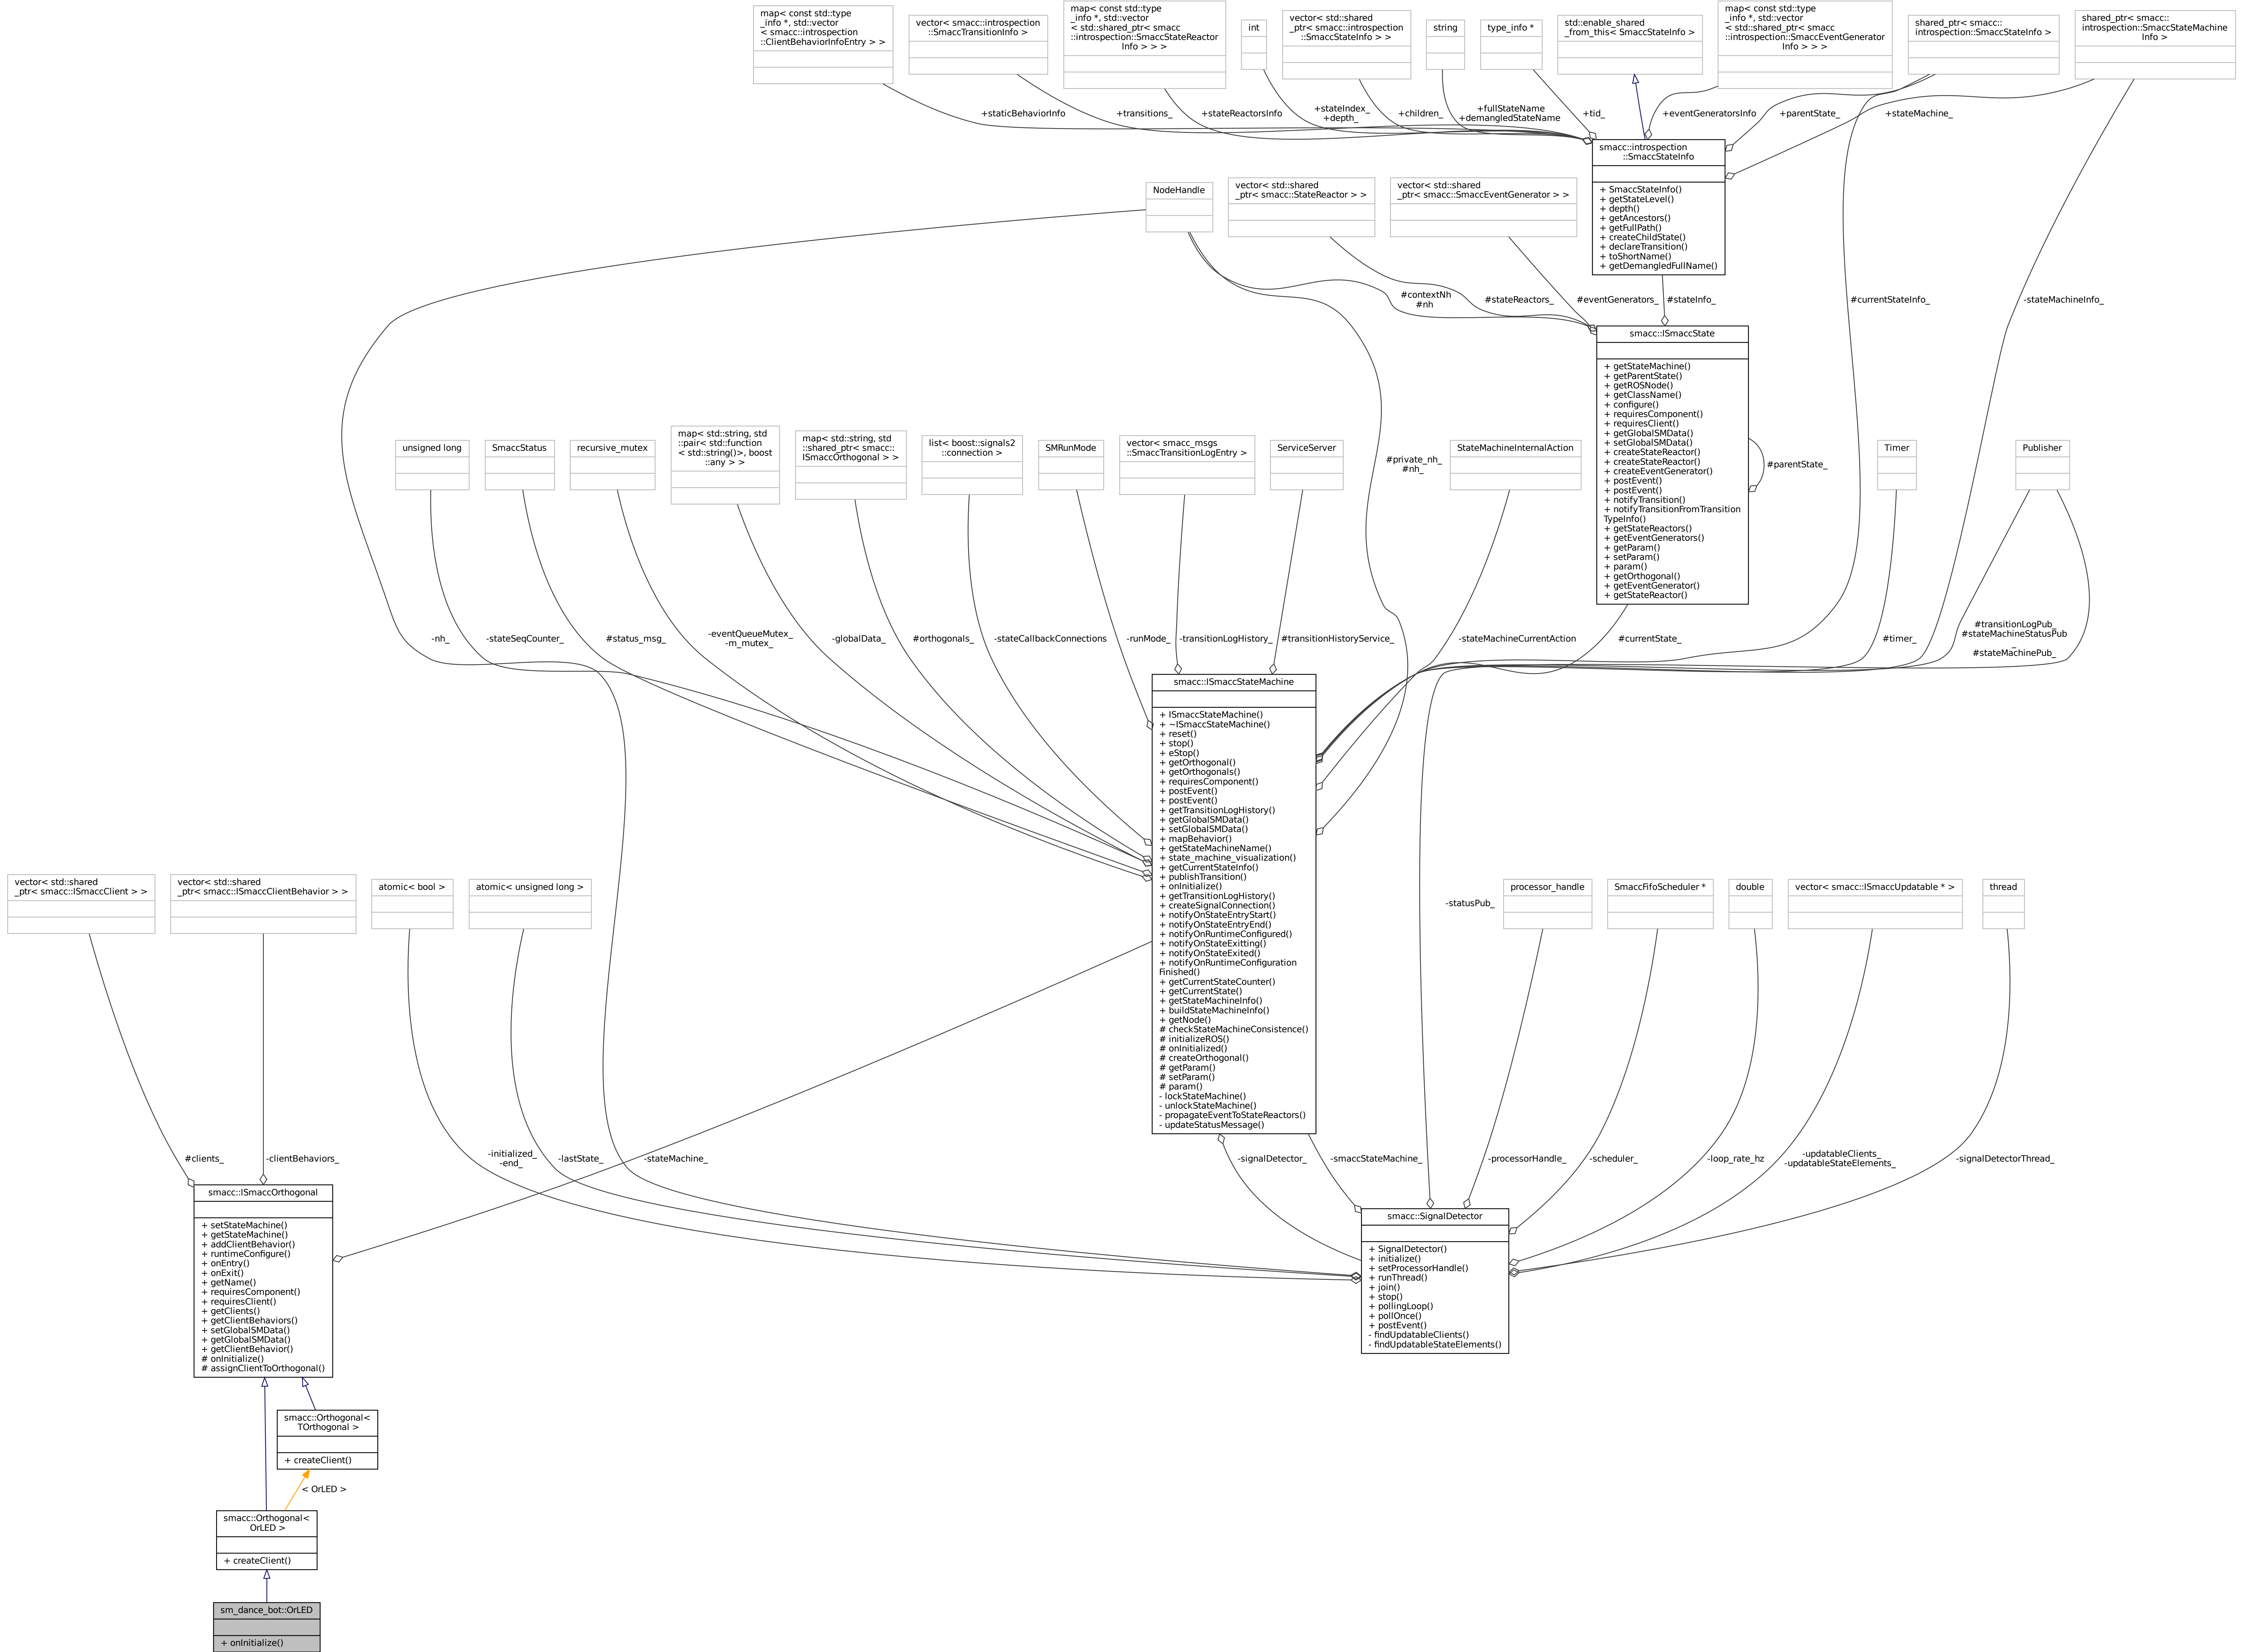 map< const std::type
_info *, std::vector
< smacc::introspection
::ClientBehaviorInfoEntry > >
vector< smacc::introspection
::SmaccTransitionInfo >
map< const std::type
_info *, std::vector
< std::shared_ptr< smacc
::introspection::SmaccStateReactor
Info > > >
int
vector< std::shared
_ptr< smacc::introspection
::SmaccStateInfo > >
string
type_info *
std::enable_shared
_from_this< SmaccStateInfo >
map< const std::type
_info *, std::vector
< std::shared_ptr< smacc
::introspection::SmaccEventGenerator
Info > > >
shared_ptr< smacc::
introspection::SmaccStateInfo >
shared_ptr< smacc::
introspection::SmaccStateMachine
Info >
+staticBehaviorInfo
+transitions_
+stateReactorsInfo
+stateIndex_
+depth_
+children_
+fullStateName
+demangledStateName
+tid_
+eventGeneratorsInfo
+parentState_
+stateMachine_
smacc::introspection
::SmaccStateInfo
+ SmaccStateInfo()
+ getStateLevel()
+ depth()
+ getAncestors()
+ getFullPath()
+ createChildState()
+ declareTransition()
+ toShortName()
+ getDemangledFullName()
NodeHandle
vector< std::shared
_ptr< smacc::StateReactor > >
vector< std::shared
_ptr< smacc::SmaccEventGenerator > >
#contextNh
#nh
#stateReactors_
#eventGenerators_
#stateInfo_
#currentStateInfo_
-stateMachineInfo_
smacc::ISmaccState
+ getStateMachine()
+ getParentState()
+ getROSNode()
+ getClassName()
+ configure()
+ requiresComponent()
+ requiresClient()
+ getGlobalSMData()
+ setGlobalSMData()
+ createStateReactor()
+ createStateReactor()
+ createEventGenerator()
+ postEvent()
+ postEvent()
+ notifyTransition()
+ notifyTransitionFromTransition
TypeInfo()
+ getStateReactors()
+ getEventGenerators()
+ getParam()
+ setParam()
+ param()
+ getOrthogonal()
+ getEventGenerator()
+ getStateReactor()
#parentState_
unsigned long
SmaccStatus
recursive_mutex
map< std::string, std
::pair< std::function
< std::string()>, boost
::any > >
map< std::string, std
::shared_ptr< smacc::
ISmaccOrthogonal > >
list< boost::signals2
::connection >
SMRunMode
vector< smacc_msgs
::SmaccTransitionLogEntry >
ServiceServer
#private_nh_
#nh_
StateMachineInternalAction
Timer
Publisher
-nh_
-stateSeqCounter_
#status_msg_
-eventQueueMutex_
-m_mutex_
-globalData_
#orthogonals_
-stateCallbackConnections
-runMode_
-transitionLogHistory_
#transitionHistoryService_
-stateMachineCurrentAction
#currentState_
#timer_
#transitionLogPub_
#stateMachineStatusPub
_
#stateMachinePub_
smacc::ISmaccStateMachine
+ ISmaccStateMachine()
+ ~ISmaccStateMachine()
+ reset()
+ stop()
+ eStop()
+ getOrthogonal()
+ getOrthogonals()
+ requiresComponent()
+ postEvent()
+ postEvent()
+ getTransitionLogHistory()
+ getGlobalSMData()
+ setGlobalSMData()
+ mapBehavior()
+ getStateMachineName()
+ state_machine_visualization()
+ getCurrentStateInfo()
+ publishTransition()
+ onInitialize()
+ getTransitionLogHistory()
+ createSignalConnection()
+ notifyOnStateEntryStart()
+ notifyOnStateEntryEnd()
+ notifyOnRuntimeConfigured()
+ notifyOnStateExitting()
+ notifyOnStateExited()
+ notifyOnRuntimeConfiguration
Finished()
+ getCurrentStateCounter()
+ getCurrentState()
+ getStateMachineInfo()
+ buildStateMachineInfo()
+ getNode()
# checkStateMachineConsistence()
# initializeROS()
# onInitialized()
# createOrthogonal()
# getParam()
# setParam()
# param()
- lockStateMachine()
- unlockStateMachine()
- propagateEventToStateReactors()
- updateStatusMessage()
vector< std::shared
_ptr< smacc::ISmaccClient > >
vector< std::shared
_ptr< smacc::ISmaccClientBehavior > >
atomic< bool >
atomic< unsigned long >
-statusPub_
processor_handle
SmaccFifoScheduler *
double
vector< smacc::ISmaccUpdatable * >
thread
#clients_
-clientBehaviors_
-initialized_
-end_
-lastState_
-stateMachine_
-signalDetector_
-smaccStateMachine_
-processorHandle_
-scheduler_
-loop_rate_hz
-updatableClients_
-updatableStateElements_
-signalDetectorThread_
smacc::ISmaccOrthogonal
+ setStateMachine()
+ getStateMachine()
+ addClientBehavior()
+ runtimeConfigure()
+ onEntry()
+ onExit()
+ getName()
+ requiresComponent()
+ requiresClient()
+ getClients()
+ getClientBehaviors()
+ setGlobalSMData()
+ getGlobalSMData()
+ getClientBehavior()
# onInitialize()
# assignClientToOrthogonal()
smacc::SignalDetector
+ SignalDetector()
+ initialize()
+ setProcessorHandle()
+ runThread()
+ join()
+ stop()
+ pollingLoop()
+ pollOnce()
+ postEvent()
- findUpdatableClients()
- findUpdatableStateElements()
smacc::Orthogonal<
TOrthogonal >
+ createClient()
< OrLED >
smacc::Orthogonal<
OrLED >
+ createClient()
sm_dance_bot::OrLED
+ onInitialize()